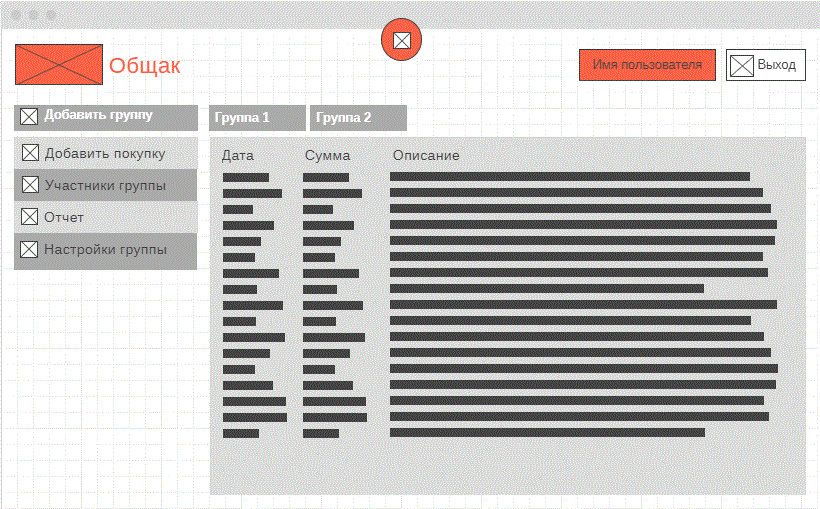 Общак
Имя пользователя
Выход
Добавить группу
Группа 1
Группа 2
Добавить покупку
Участники группы
Отчет
Настройки группы
Дата
Сумма
Описание